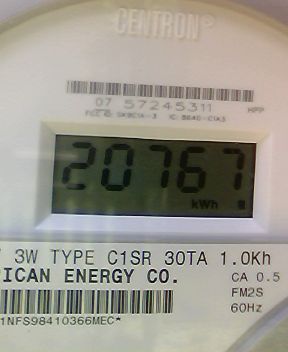 CENTRON®
07 57245311
20767
kWh
3W TYPE C1SR 30TA 1.0Kh
RICAN ENERGY CO.
CA 0.5
FM2S
60Hz
1NFS98410366MEC*